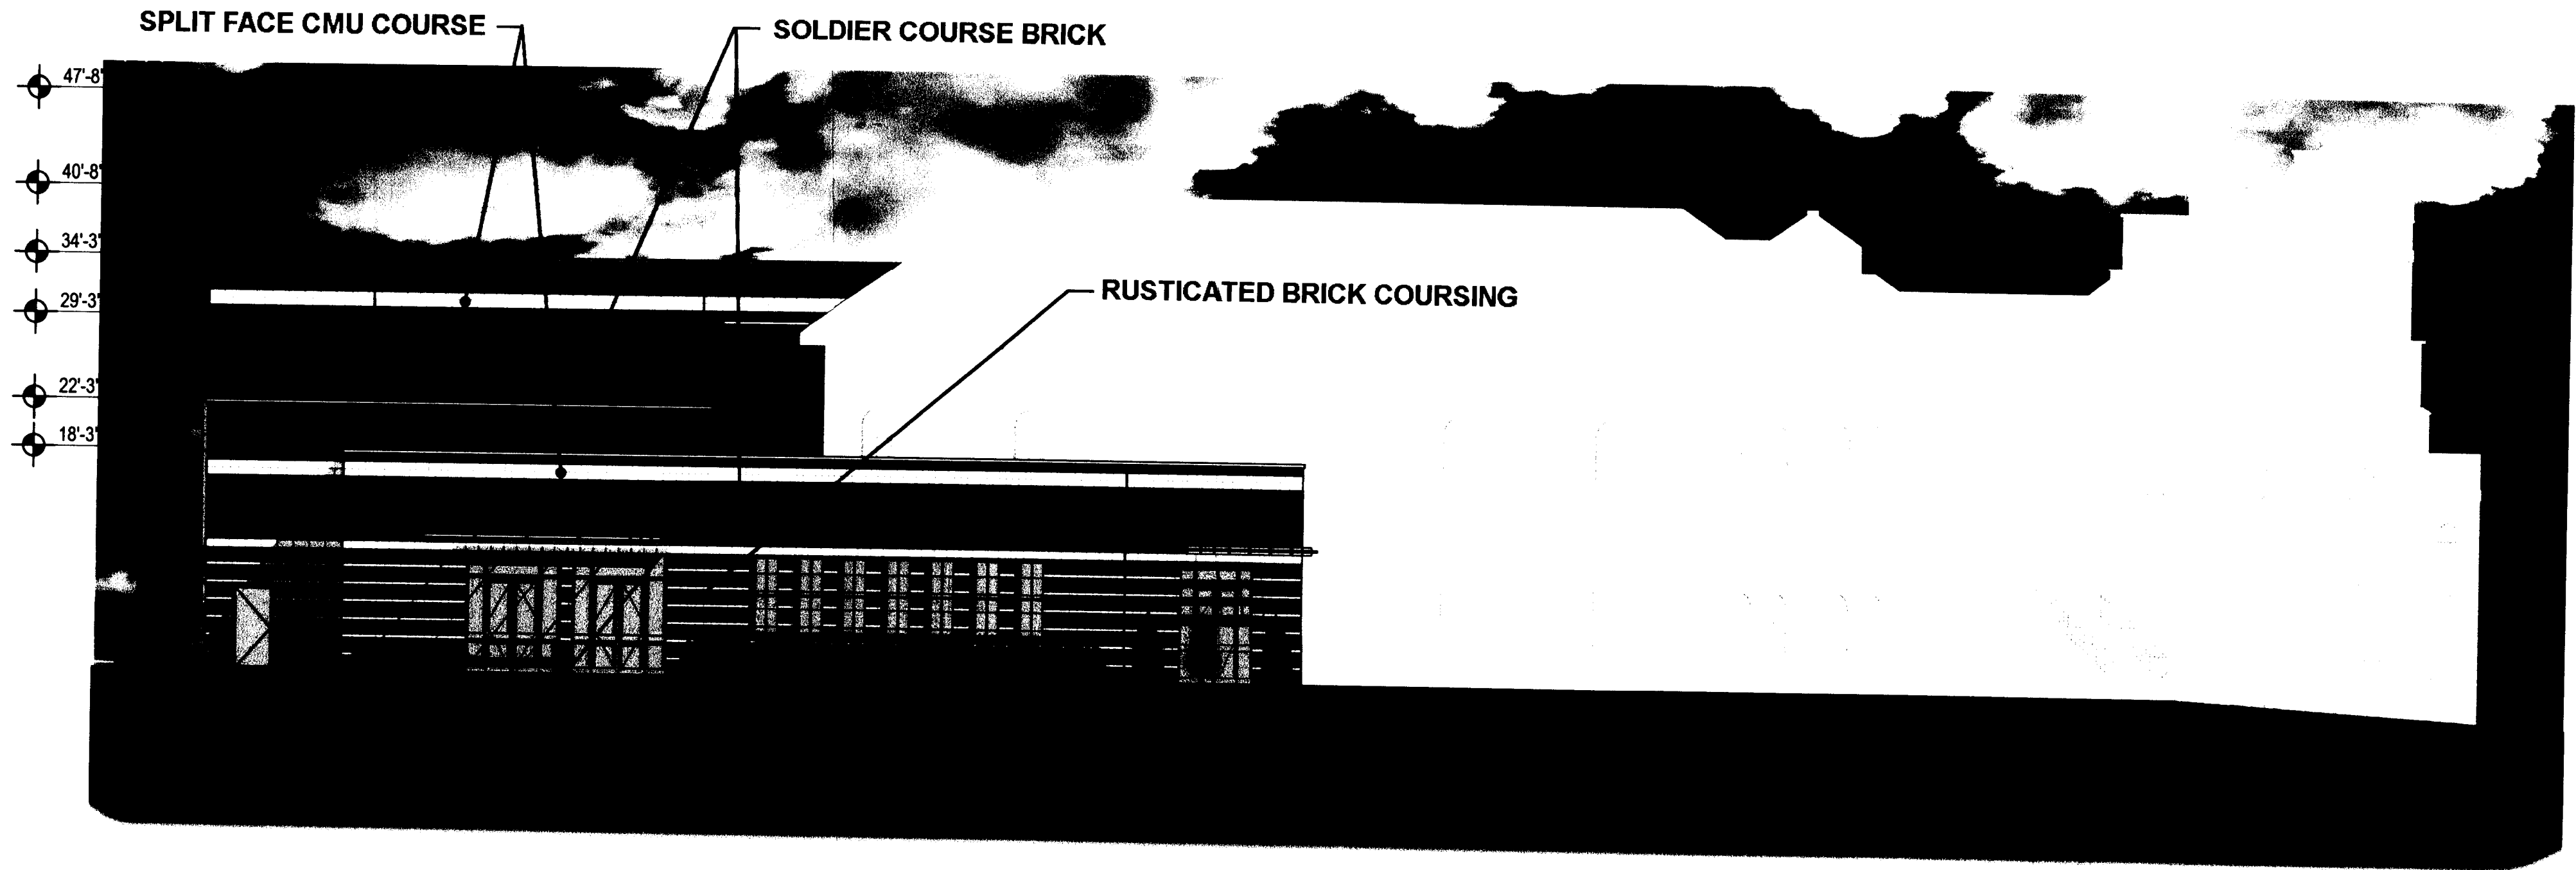 SPLIT FACE CMU COURSE
SOLDIER COURSE BRICK
47'-8"
40'-8"
34'-3"
RUSTICATED BRICK COURSING
29'-3"
22'-3"
18'-3"